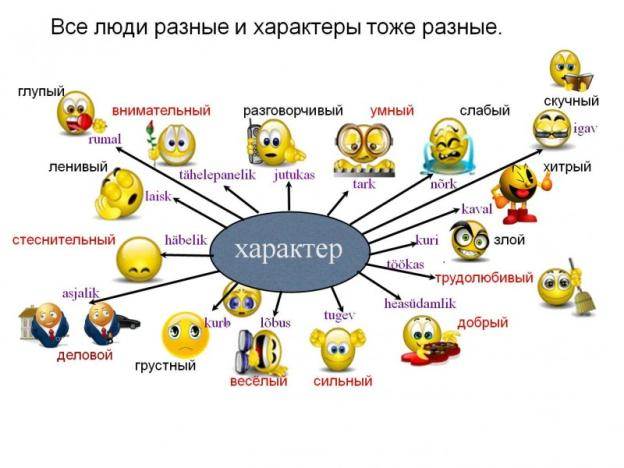 Все люди разные и характеры тоже разные.
глупый
rumal
внимательный
tähelepanelik
разговорчивый
jutukas
умный
tark
слабый
nõrk
скучный
igav
ленивый
laisk
хитрый
kaval
стеснительный
häbelik
характер
kuri
злой
töökas
трудолюбивый
asjalik
деловой
kurb
грустный
lõbus
весёлый
tugev
сильный
heasüdamlik
добрый